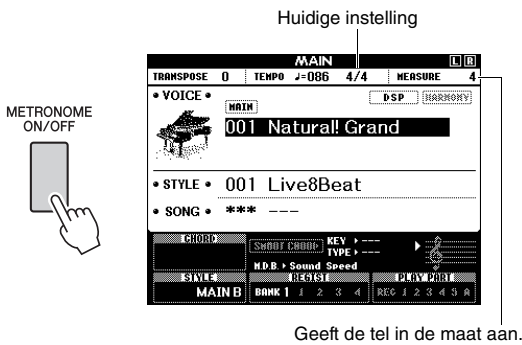 Huidige instelling
MAIN L R
TRANSPOSE 0 TEMPO ♩=086 4/4 MEASURE 4
• VOICE • MAIN DSP HARMONY
001 Natural! Grand
METRONOME
ON/OFF
• STYLE • 001 Live8Beat
• SONG • *** ---
CHORD SMART CHORD KEY ▸ ---
TYPE ▸ ---
M.D.B. ▸ Sound Speed
STYLE REGIST PLAY PART
MAIN B BANK 1 1 2 3 4 REG 1 2 3 4 5 A
Geeft de tel in de maat aan.